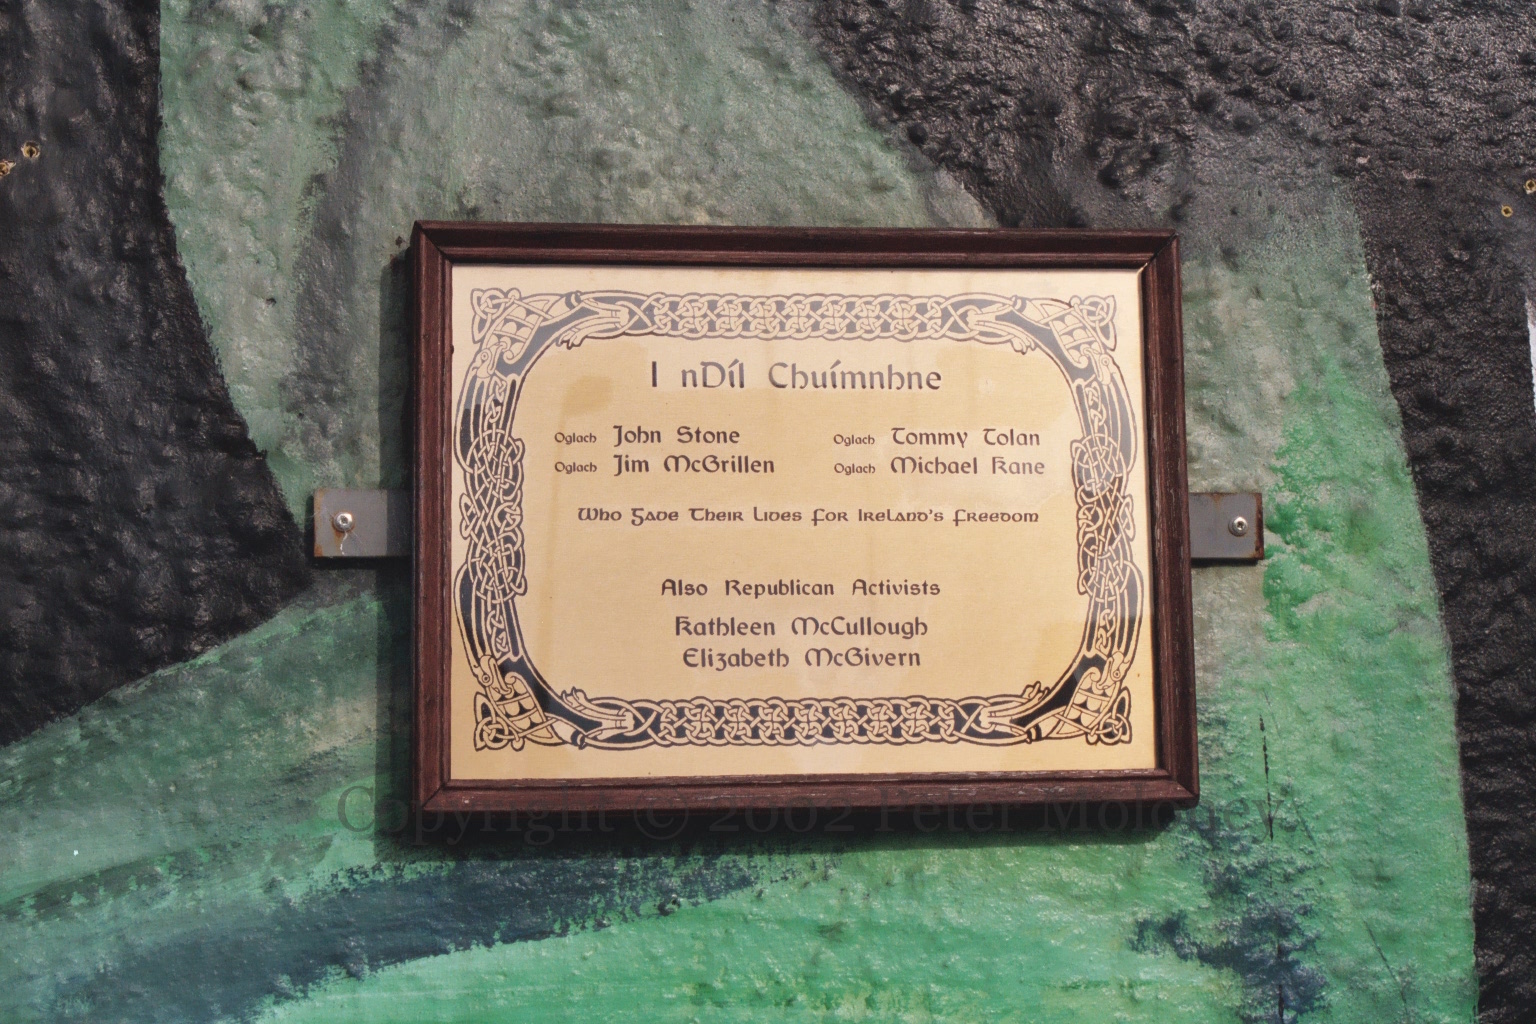 I nDíl Chuímnhne
Oglach John Stone
Oglach Tommy Tolan
Oglach Jim McGrillen
Oglach Michael Kane
Who Gave Their Lives For Ireland's Freedom
Also Republican Activists
Kathleen McCullough
Elizabeth McGivern
Copyright © 2002 Peter Moloney